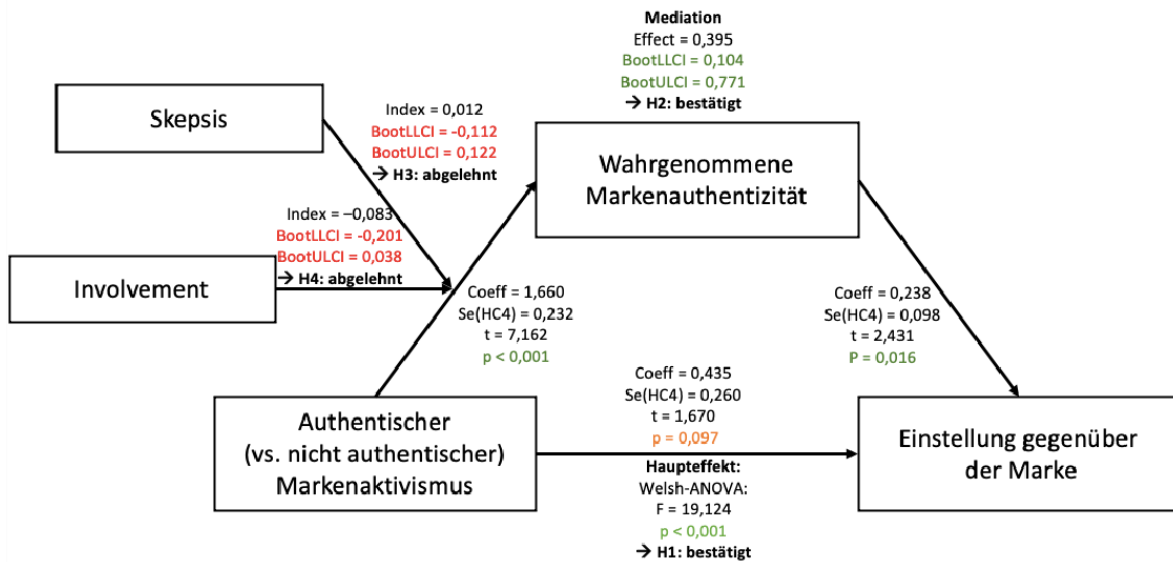 Mediation
Effect = 0,395
BootLLCI = 0,104
BootULCI = 0,771
→ H2: bestätigt
Skepsis
Index = 0,012
BootLLCI = -0,112
BootULCI = 0,122
→ H3: abgelehnt
Wahrgenommene
Markenauthentizität
Index = –0,083
BootLLCI = -0,201
BootULCI = 0,038
→ H4: abgelehnt
Involvement
Coeff = 1,660
Se(HC4) = 0,232
t = 7,162
p < 0,001
Coeff = 0,238
Se(HC4) = 0,098
t = 2,431
P = 0,016
Coeff = 0,435
Se(HC4) = 0,260
t = 1,670
p = 0,097
Authentischer
(vs. nicht authentischer)
Markenaktivismus
Einstellung gegenüber
der Marke
Haupteffekt:
Welsh-ANOVA:
F = 19,124
p < 0,001
→ H1: bestätigt